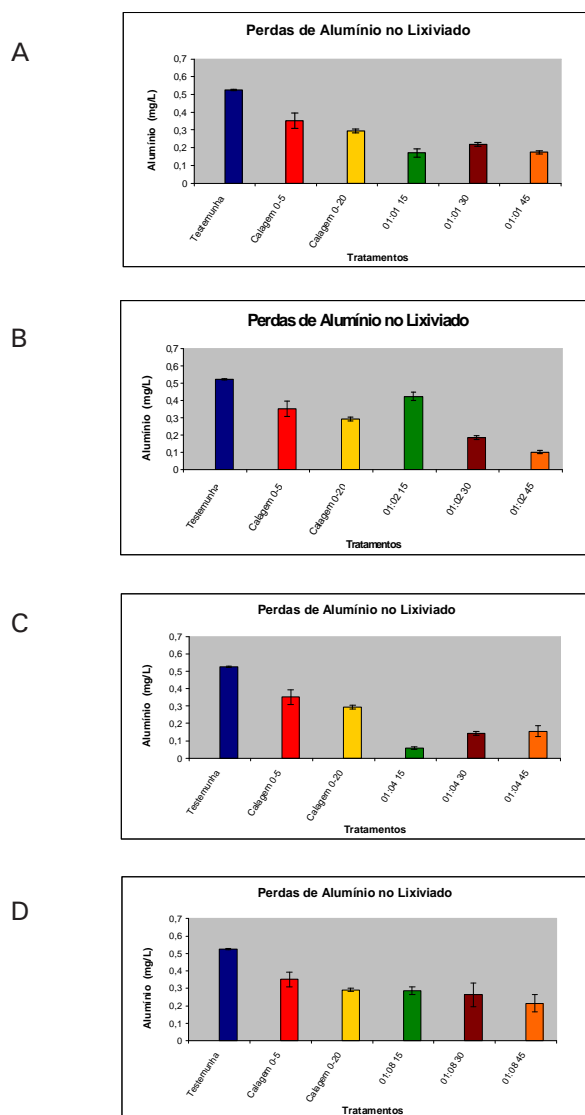 A
Perdas de Alumínio no Lixiviado
Alumínio (mg/L)
0,7
0,6
0,5
0,4
0,3
0,2
0,1
0
Testemunha
Calagem 0-5
Calagem 0-20
01:01 15
01:01 30
01:01 45
Tratamentos
B
Perdas de Alumínio no Lixiviado
Alumínio (mg/L)
0,7
0,6
0,5
0,4
0,3
0,2
0,1
0
Testemunha
Calagem 0-5
Calagem 0-20
01:02 15
01:02 30
01:02 45
Tratamentos
C
Perdas de Alumínio no Lixiviado
Alumínio (mg/L)
0,7
0,6
0,5
0,4
0,3
0,2
0,1
0
Testemunha
Calagem 0-5
Calagem 0-20
01:04 15
01:04 30
01:04 45
Tratamentos
D
Perdas de Alumínio no Lixiviado
Alumínio (mg/L)
0,7
0,6
0,5
0,4
0,3
0,2
0,1
0
Testemunha
Calagem 0-5
Calagem 0-20
01:08 15
01:08 30
01:08 45
Tratamentos